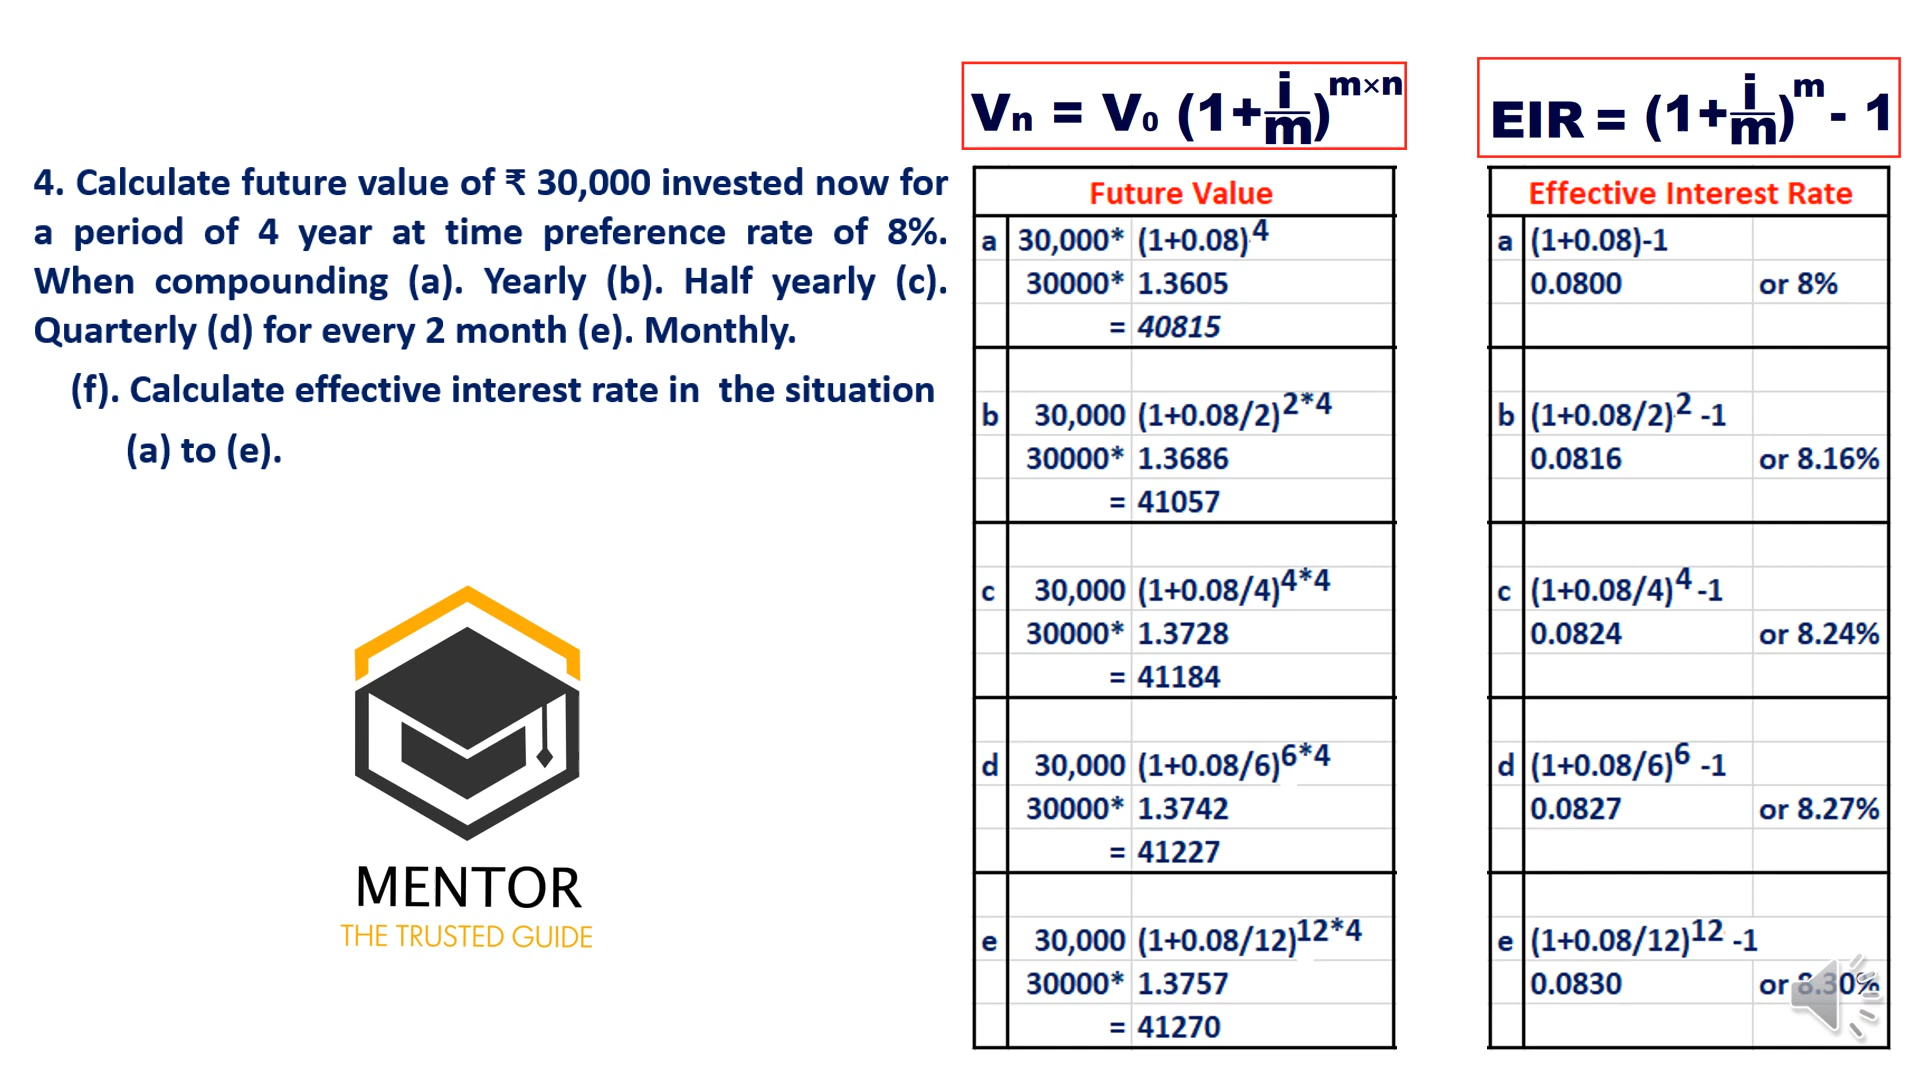 Vn = V₀ (1+i/m)^m×n
EIR = (1+i/m)^m - 1
4. Calculate future value of ₹ 30,000 invested now for
a period of 4 year at time preference rate of 8%.
When compounding (a). Yearly (b). Half yearly (c).
Quarterly (d) for every 2 month (e). Monthly.
(f). Calculate effective interest rate in the situation
(a) to (e).
MENTOR
THE TRUSTED GUIDE
Future Value
a 30,000* (1+0.08)^4
30000* 1.3605
= 40815
b 30,000 (1+0.08/2)^2*4
30000* 1.3686
= 41057
c 30,000 (1+0.08/4)^4*4
30000* 1.3728
= 41184
d 30,000 (1+0.08/6)^6*4
30000* 1.3742
= 41227
e 30,000 (1+0.08/12)^12*4
30000* 1.3757
= 41270
Effective Interest Rate
a (1+0.08)-1
0.0800 or 8%
b (1+0.08/2)^2 -1
0.0816 or 8.16%
c (1+0.08/4)^4 -1
0.0824 or 8.24%
d (1+0.08/6)^6 -1
0.0827 or 8.27%
e (1+0.08/12)^12 -1
0.0830 or 8.30%